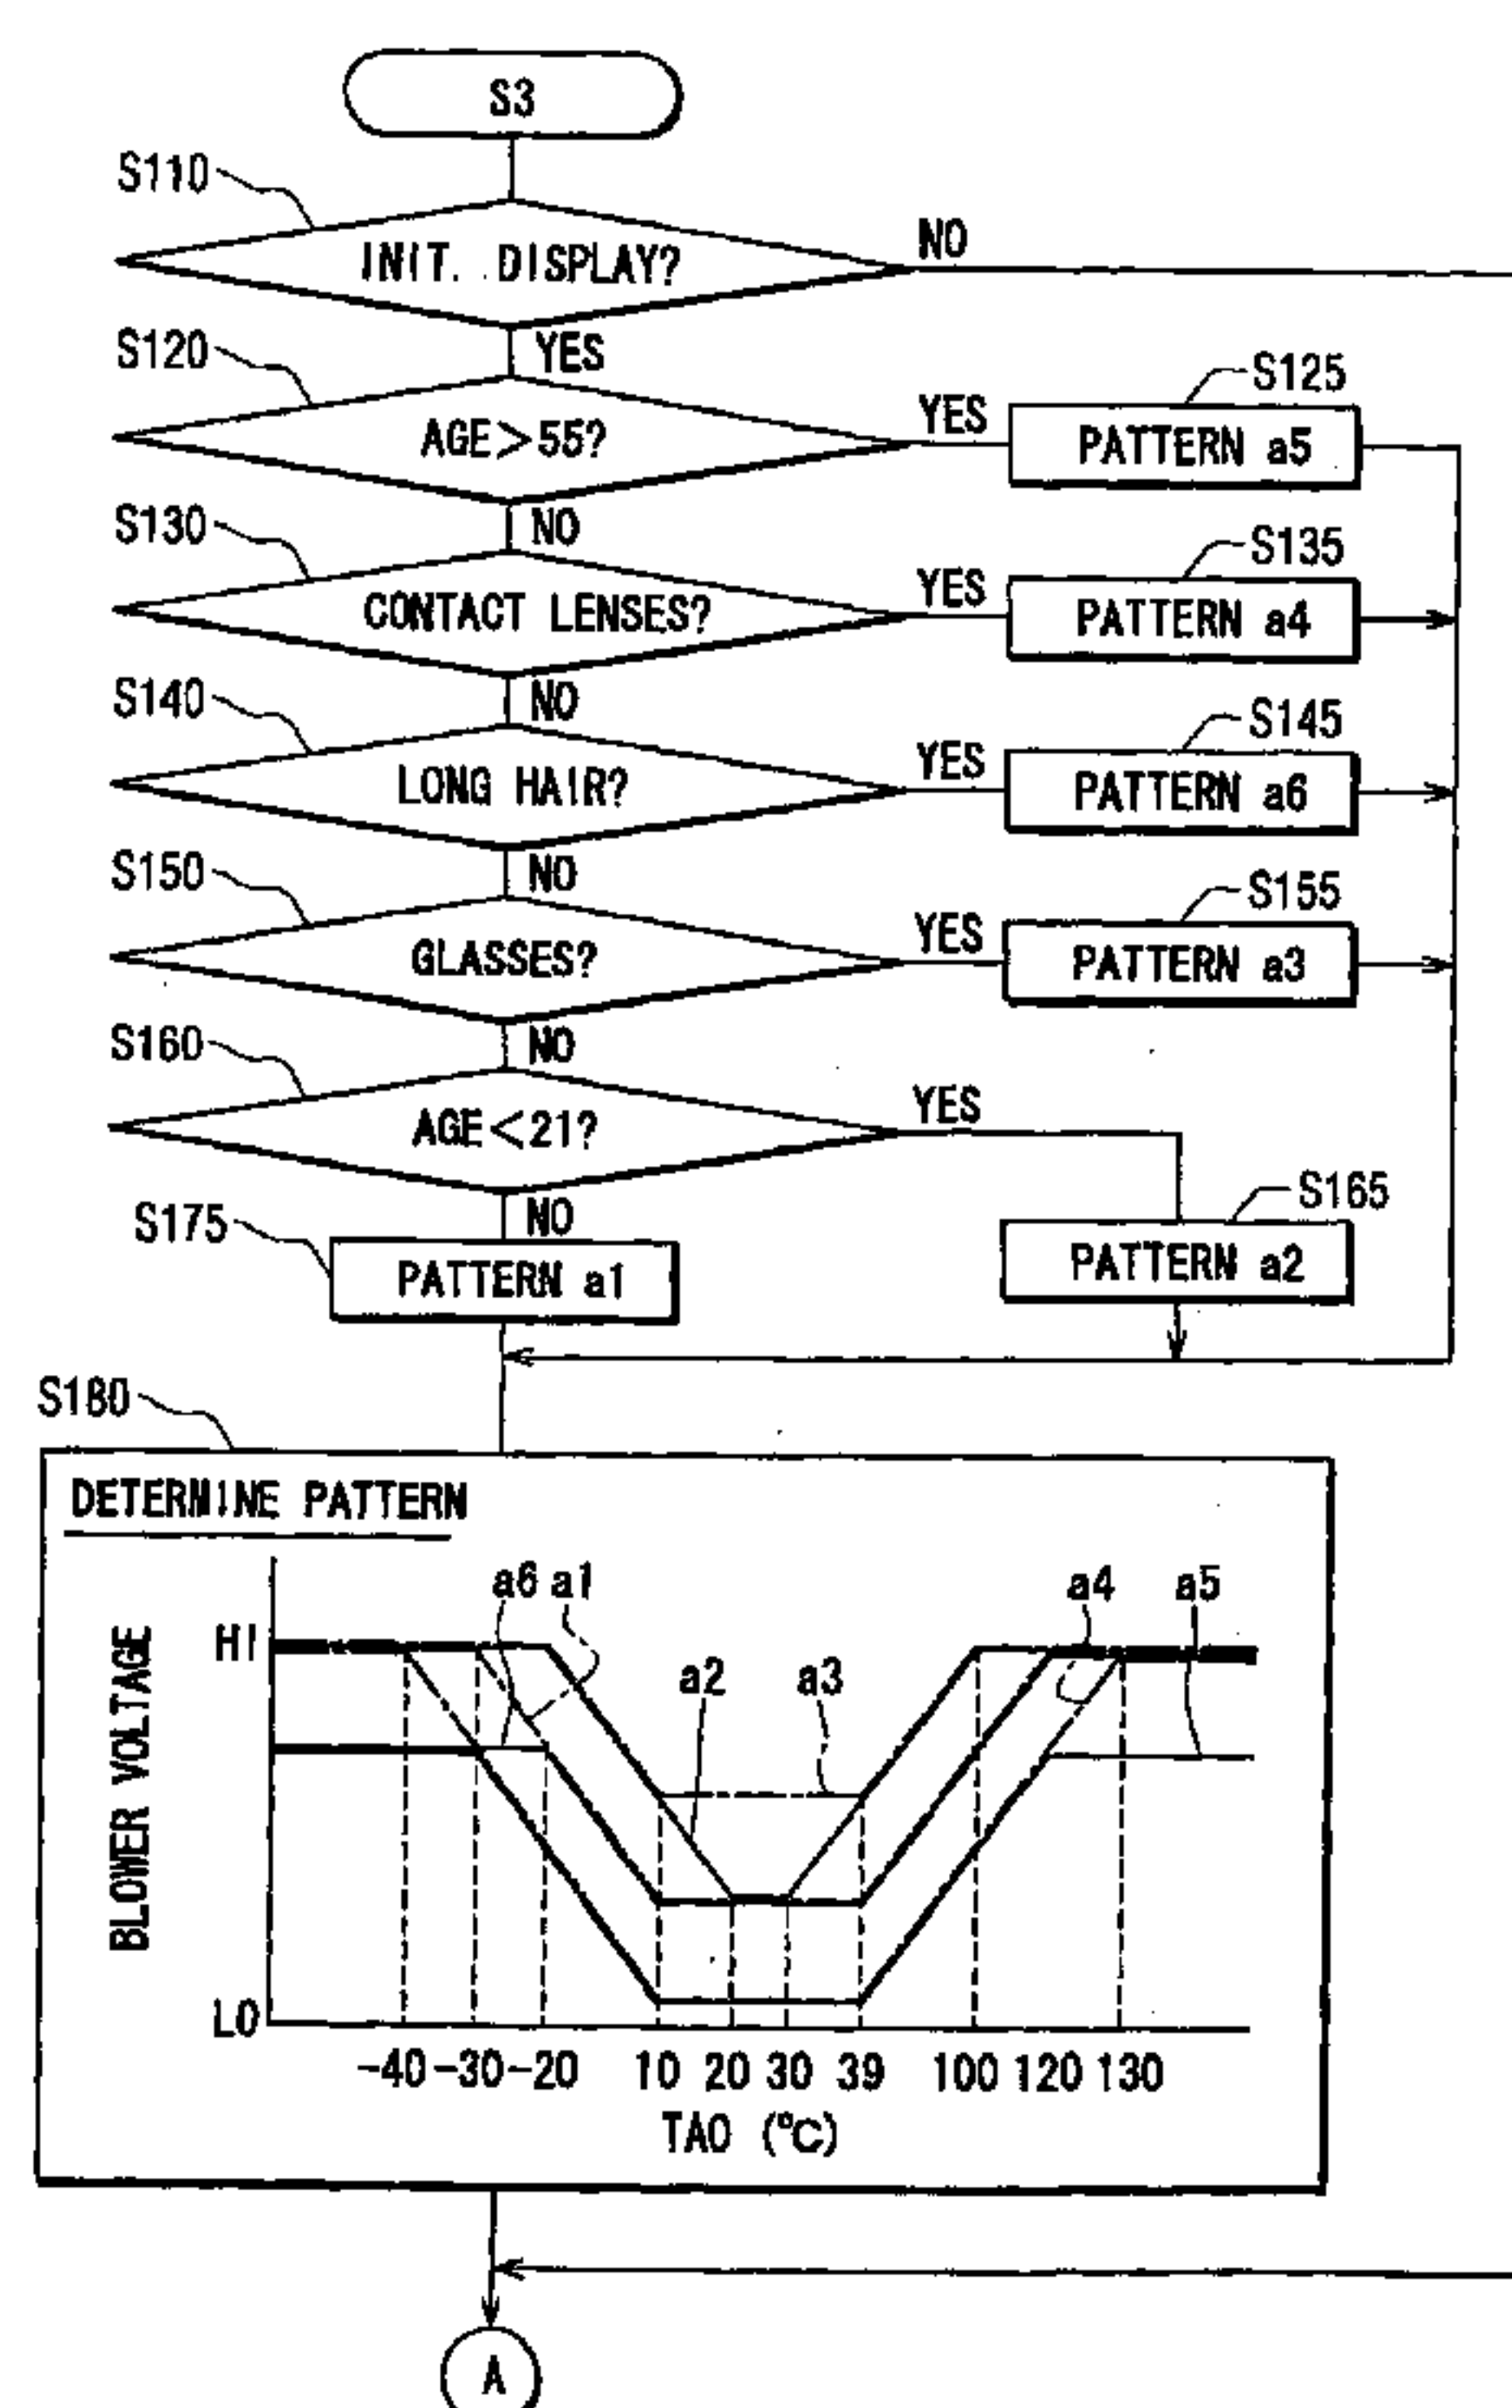 S3
S110
INIT. DISPLAY?
NO
YES
S120
AGE>55?
YES
S125
PATTERN a5
NO
S130
CONTACT LENSES?
YES
S135
PATTERN a4
NO
S140
LONG HAIR?
YES
S145
PATTERN a6
NO
S150
GLASSES?
YES
S155
PATTERN a3
NO
S160
AGE<21?
YES
S165
PATTERN a2
NO
S175
PATTERN a1
S180
DETERMINE PATTERN
a6 a1 a4 a5
HI
a2 a3
BLOWER VOLTAGE
LO
-40 -30 -20 10 20 30 39 100 120 130
TAO (°C)
A